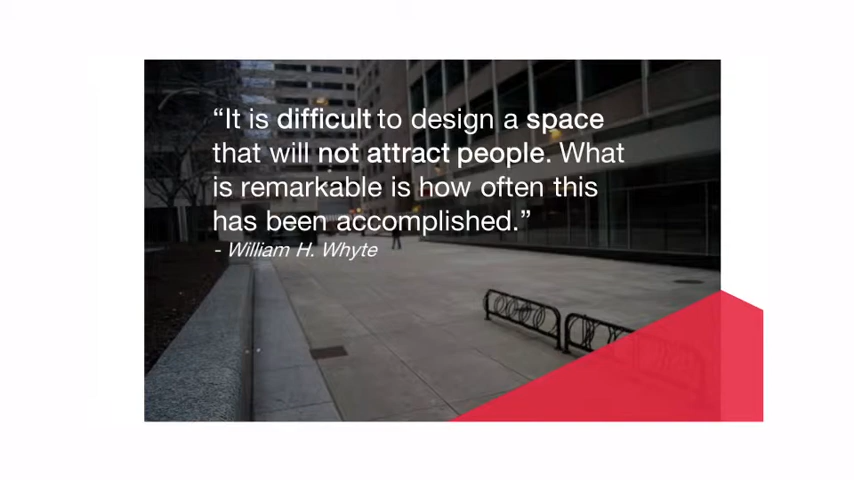 “It is difficult to design a space
that will not attract people. What
is remarkable is how often this
has been accomplished.”
- William H. Whyte